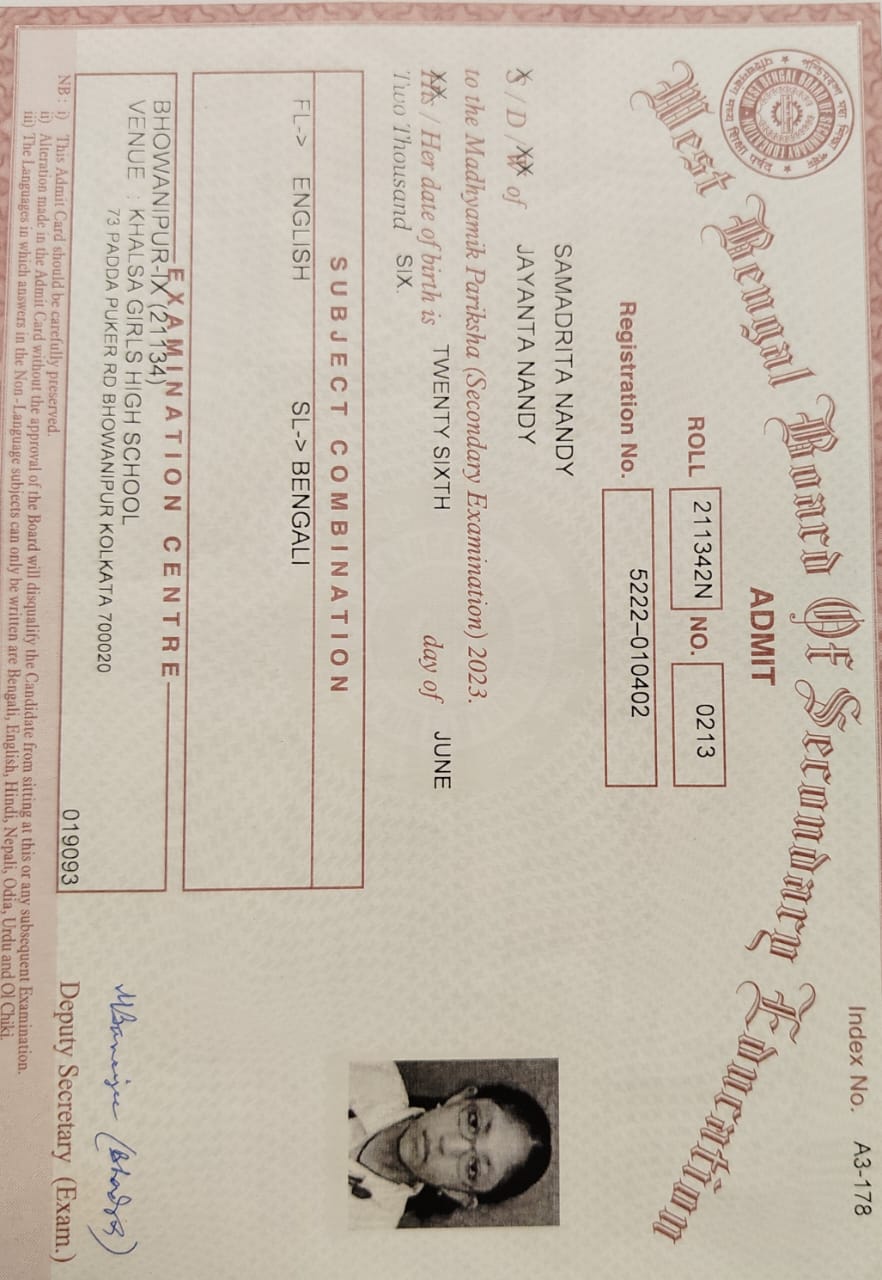 Index No. A3-178
WEST BENGAL BOARD OF SECONDARY
West Bengal Board Of Secondary Education
ADMIT
ROLL 211342N NO. 0213
Registration No. 5222–010402
SAMADRITA NANDY
S / D / W of JAYANTA NANDY
to the Madhyamik Pariksha (Secondary Examination) 2023.
His / Her date of birth is TWENTY SIXTH day of JUNE
Two Thousand SIX.
SUBJECT COMBINATION
FL-> ENGLISH SL-> BENGALI
EXAMINATION CENTRE
BHOWANIPUR-IX (21134)
VENUE : KHALSA GIRLS HIGH SCHOOL
73 PADDA PUKER RD BHOWANIPUR KOLKATA 700020
019093
Deputy Secretary (Exam.)
NB : i) This Admit Card should be carefully preserved.
ii) Alteration made in the Admit Card without the approval of the Board will disqualify the Candidate from sitting at this or any subsequent Examination.
iii) The Languages in which answers in the Non - Language subjects can only be written are Bengali, English, Hindi, Nepali, Odia, Urdu and Ol Chiki.